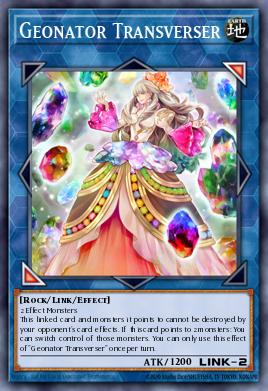 GEONATOR TRANSVERSER
EARTH
地
[ROCK/LINK/EFFECT]
2 Effect Monsters
This linked card and monsters it points to cannot be destroyed by
your opponent's card effects. If this card points to 2 monsters: You
can switch control of those monsters. You can only use this effect
of "Geonator Transverser" once per turn.
ATK/1200 LINK-2